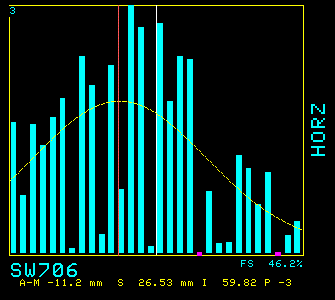 3
HORZ
FS 46.2%
SW706
A-M -11.2 mm S 26.53 mm I 59.82 P -3